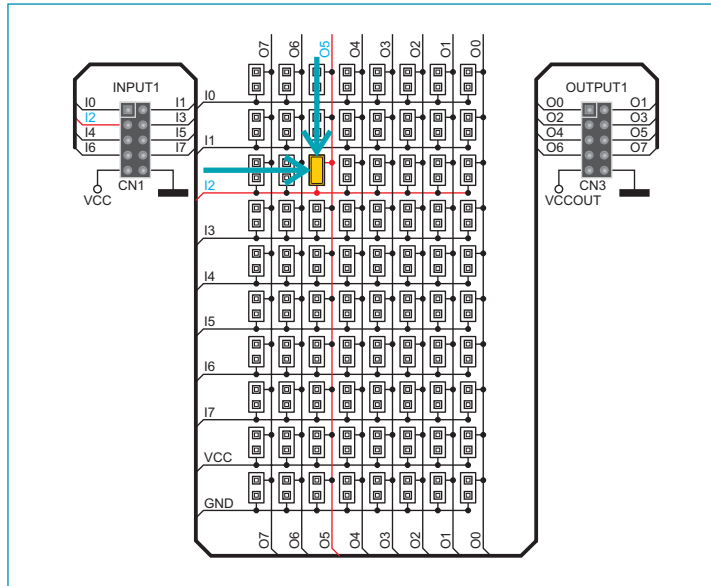 O7 O6 O5 O4 O3 O2 O1 O0
INPUT1
I0 I1
I2 I3
I4 I5
I6 I7
CN1
VCC
OUTPUT1
O0 O1
O2 O3
O4 O5
O6 O7
CN3
VCCOUT
I0
I1
I2
I3
I4
I5
I6
I7
VCC
GND
O7 O6 O5 O4 O3 O2 O1 O0